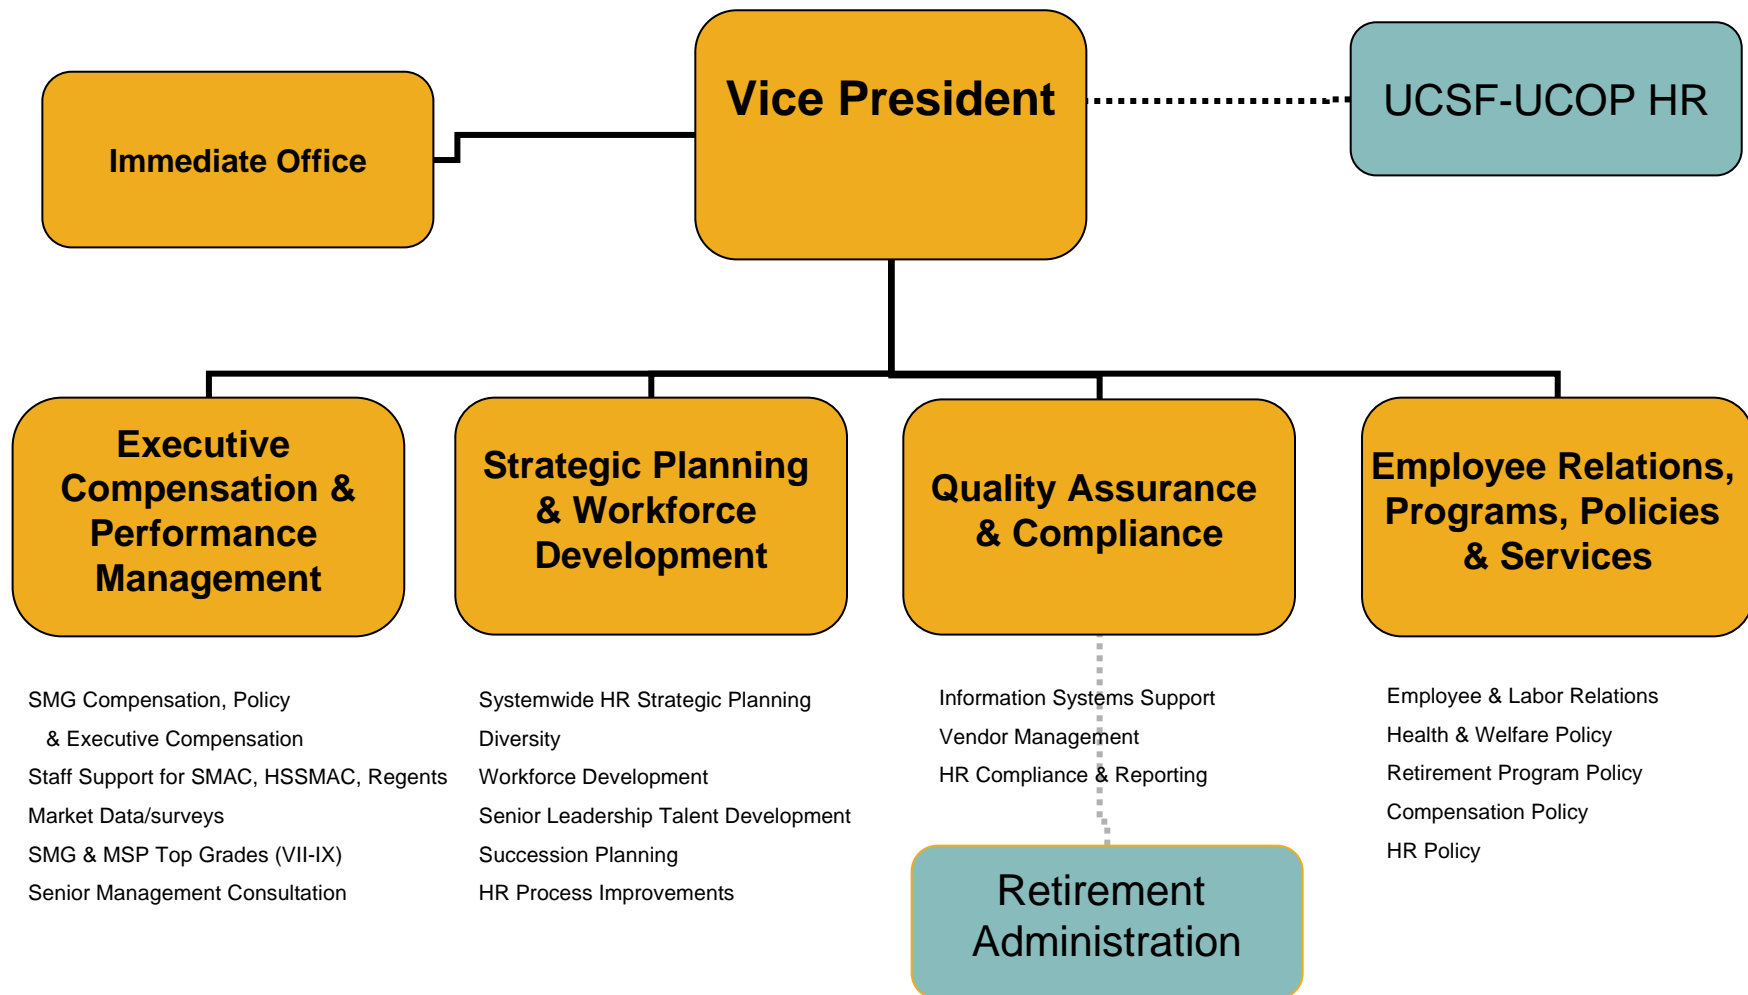 Vice President
UCSF-UCOP HR
Immediate Office
Executive
Compensation &
Performance
Management
Strategic Planning
& Workforce
Development
Quality Assurance
& Compliance
Employee Relations,
Programs, Policies
& Services
SMG Compensation, Policy
& Executive Compensation
Staff Support for SMAC, HSSMAC, Regents
Market Data/surveys
SMG & MSP Top Grades (VII-IX)
Senior Management Consultation
Systemwide HR Strategic Planning
Diversity
Workforce Development
Senior Leadership Talent Development
Succession Planning
HR Process Improvements
Information Systems Support
Vendor Management
HR Compliance & Reporting
Employee & Labor Relations
Health & Welfare Policy
Retirement Program Policy
Compensation Policy
HR Policy
Retirement
Administration